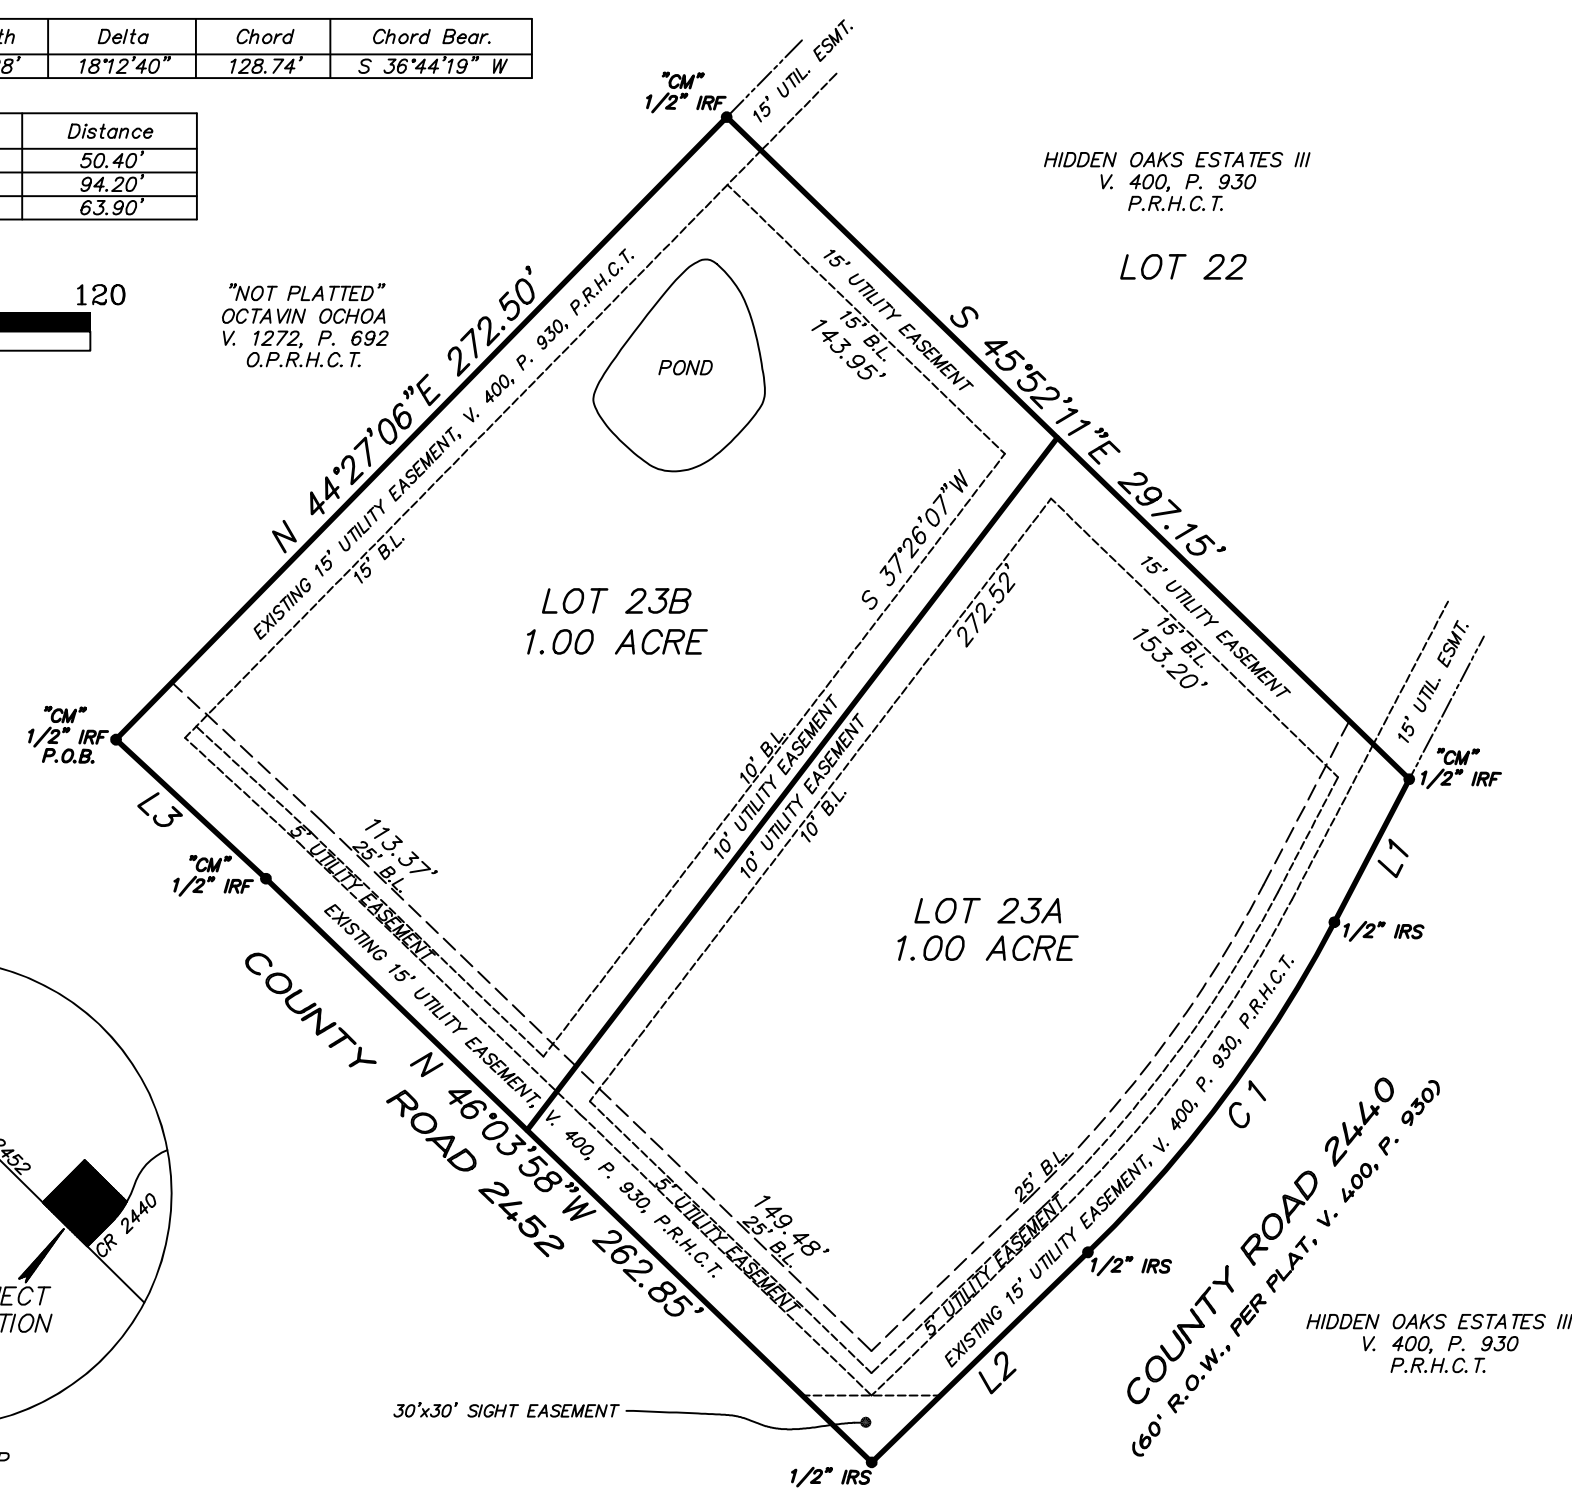 Delta
Chord
Chord Bear.
18°12'40"
128.74'
S 36°44'19" W
Distance
50.40'
94.20'
63.90'
120
"NOT PLATTED"
OCTAVIN OCHOA
V. 1272, P. 692
O.P.R.H.C.T.
"CM"
1/2" IRF
15' UTIL. ESMT.
HIDDEN OAKS ESTATES III
V. 400, P. 930
P.R.H.C.T.
LOT 22
N 44°27'06"E 272.50'
EXISTING 15' UTILITY EASEMENT, V. 400, P. 930, P.R.H.C.T.
15' B.L.
POND
15' UTILITY EASEMENT
15' B.L.
143.95'
S 45°52'11"E 297.15'
S 37°26'07"W
272.52'
15' UTILITY EASEMENT
15' B.L.
153.20'
15' UTIL. ESMT.
LOT 23B
1.00 ACRE
"CM"
1/2" IRF
P.O.B.
"CM"
1/2" IRF
L3
"CM"
1/2" IRF
113.37'
25' B.L.
5' UTILITY EASEMENT
EXISTING 15' UTILITY EASEMENT, V. 400, P. 930, P.R.H.C.T.
10' B.L.
10' UTILITY EASEMENT
10' UTILITY EASEMENT
10' B.L.
LOT 23A
1.00 ACRE
L1
1/2" IRS
COUNTY ROAD 2452
N 46°03'58"W 262.85'
149.48'
25' B.L.
5' UTILITY EASEMENT
25' B.L.
5' UTILITY EASEMENT
EXISTING 15' UTILITY EASEMENT, V. 400, P. 930, P.R.H.C.T.
C1
1/2" IRS
L2
COUNTY ROAD 2440
(60' R.O.W., PER PLAT, V. 400, P. 930)
HIDDEN OAKS ESTATES III
V. 400, P. 930
P.R.H.C.T.
2452
CR 2440
30'x30' SIGHT EASEMENT
1/2" IRS